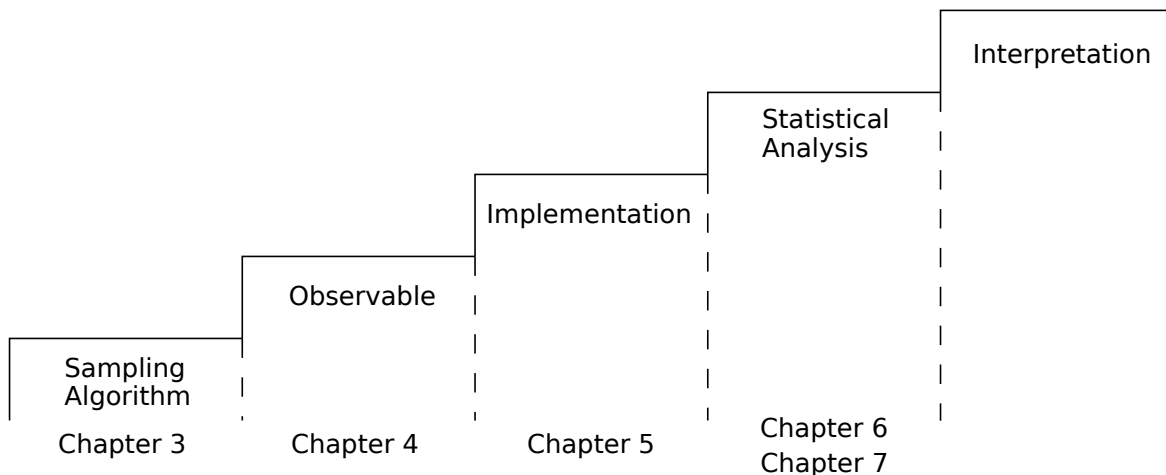 Interpretation
Statistical
Analysis
Implementation
Observable
Sampling
Algorithm
Chapter 3
Chapter 4
Chapter 5
Chapter 6
Chapter 7